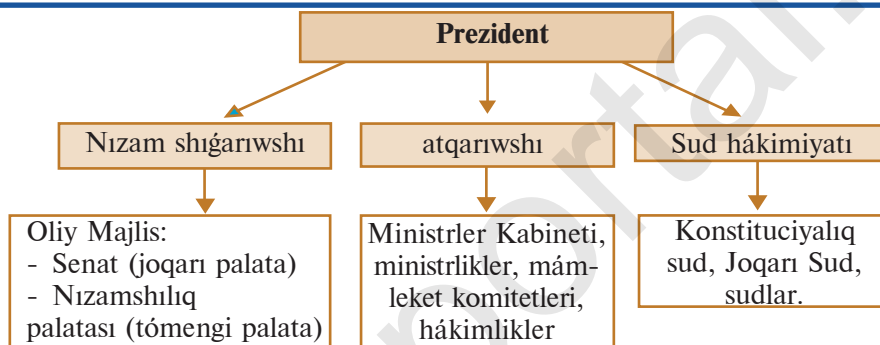 Prezident
Nızam shıǵarıwshı
atqarıwshı
Sud hákimiyatı
Oliy Majlis:
- Senat (joqarı palata)
- Nızamshılıq
palatası (tómengi palata)
Ministrler Kabineti,
ministrlikler, mám-
leket komitetleri,
hákimlikler
Konstituciyalıq
sud, Joqarı Sud,
sudlar.